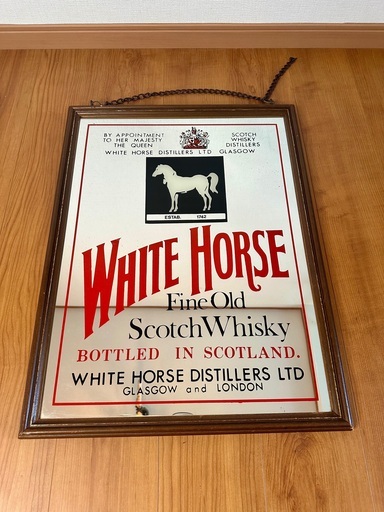 BY APPOINTMENT
TO HER MAJESTY
THE QUEEN
SCOTCH
WHISKY
DISTILLERS
WHITE HORSE DISTILLERS LTD GLASGOW
ESTAB. 1742
WHITE HORSE
Fine Old
Scotch Whisky
BOTTLED IN SCOTLAND.
WHITE HORSE DISTILLERS LTD
GLASGOW and LONDON